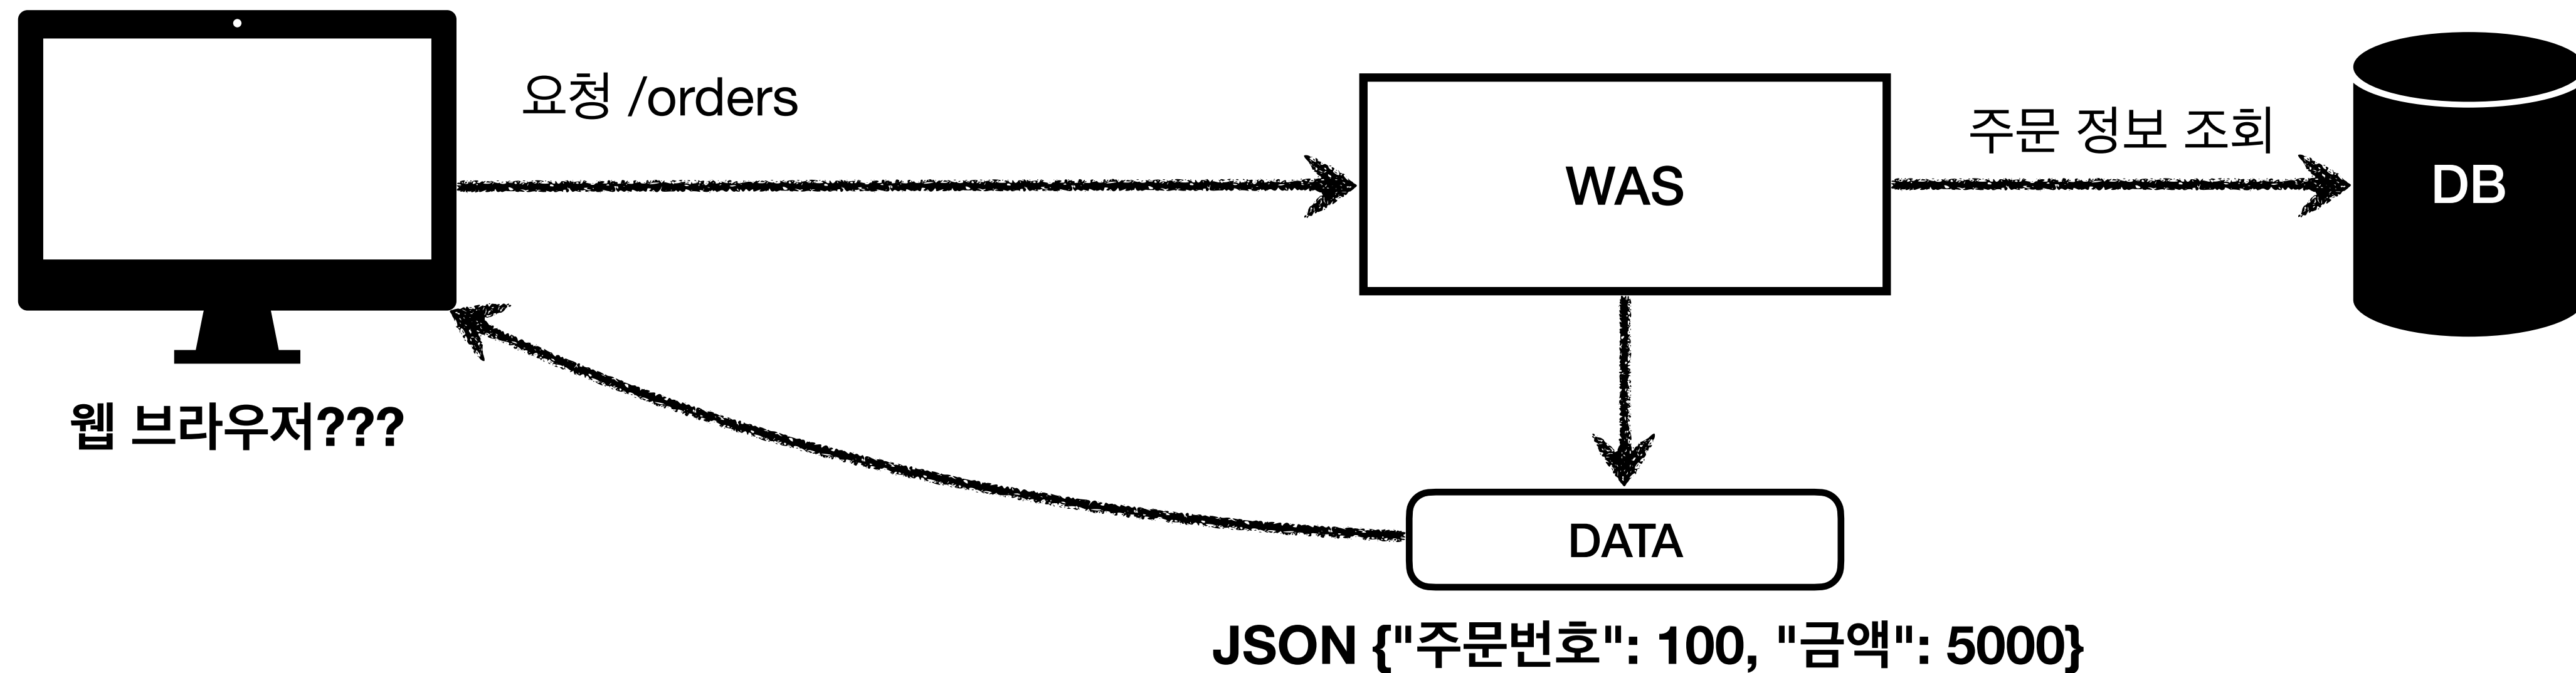 요청 /orders
WAS
주문 정보 조회
DB
웹 브라우저???
DATA
JSON {"주문번호": 100, "금액": 5000}